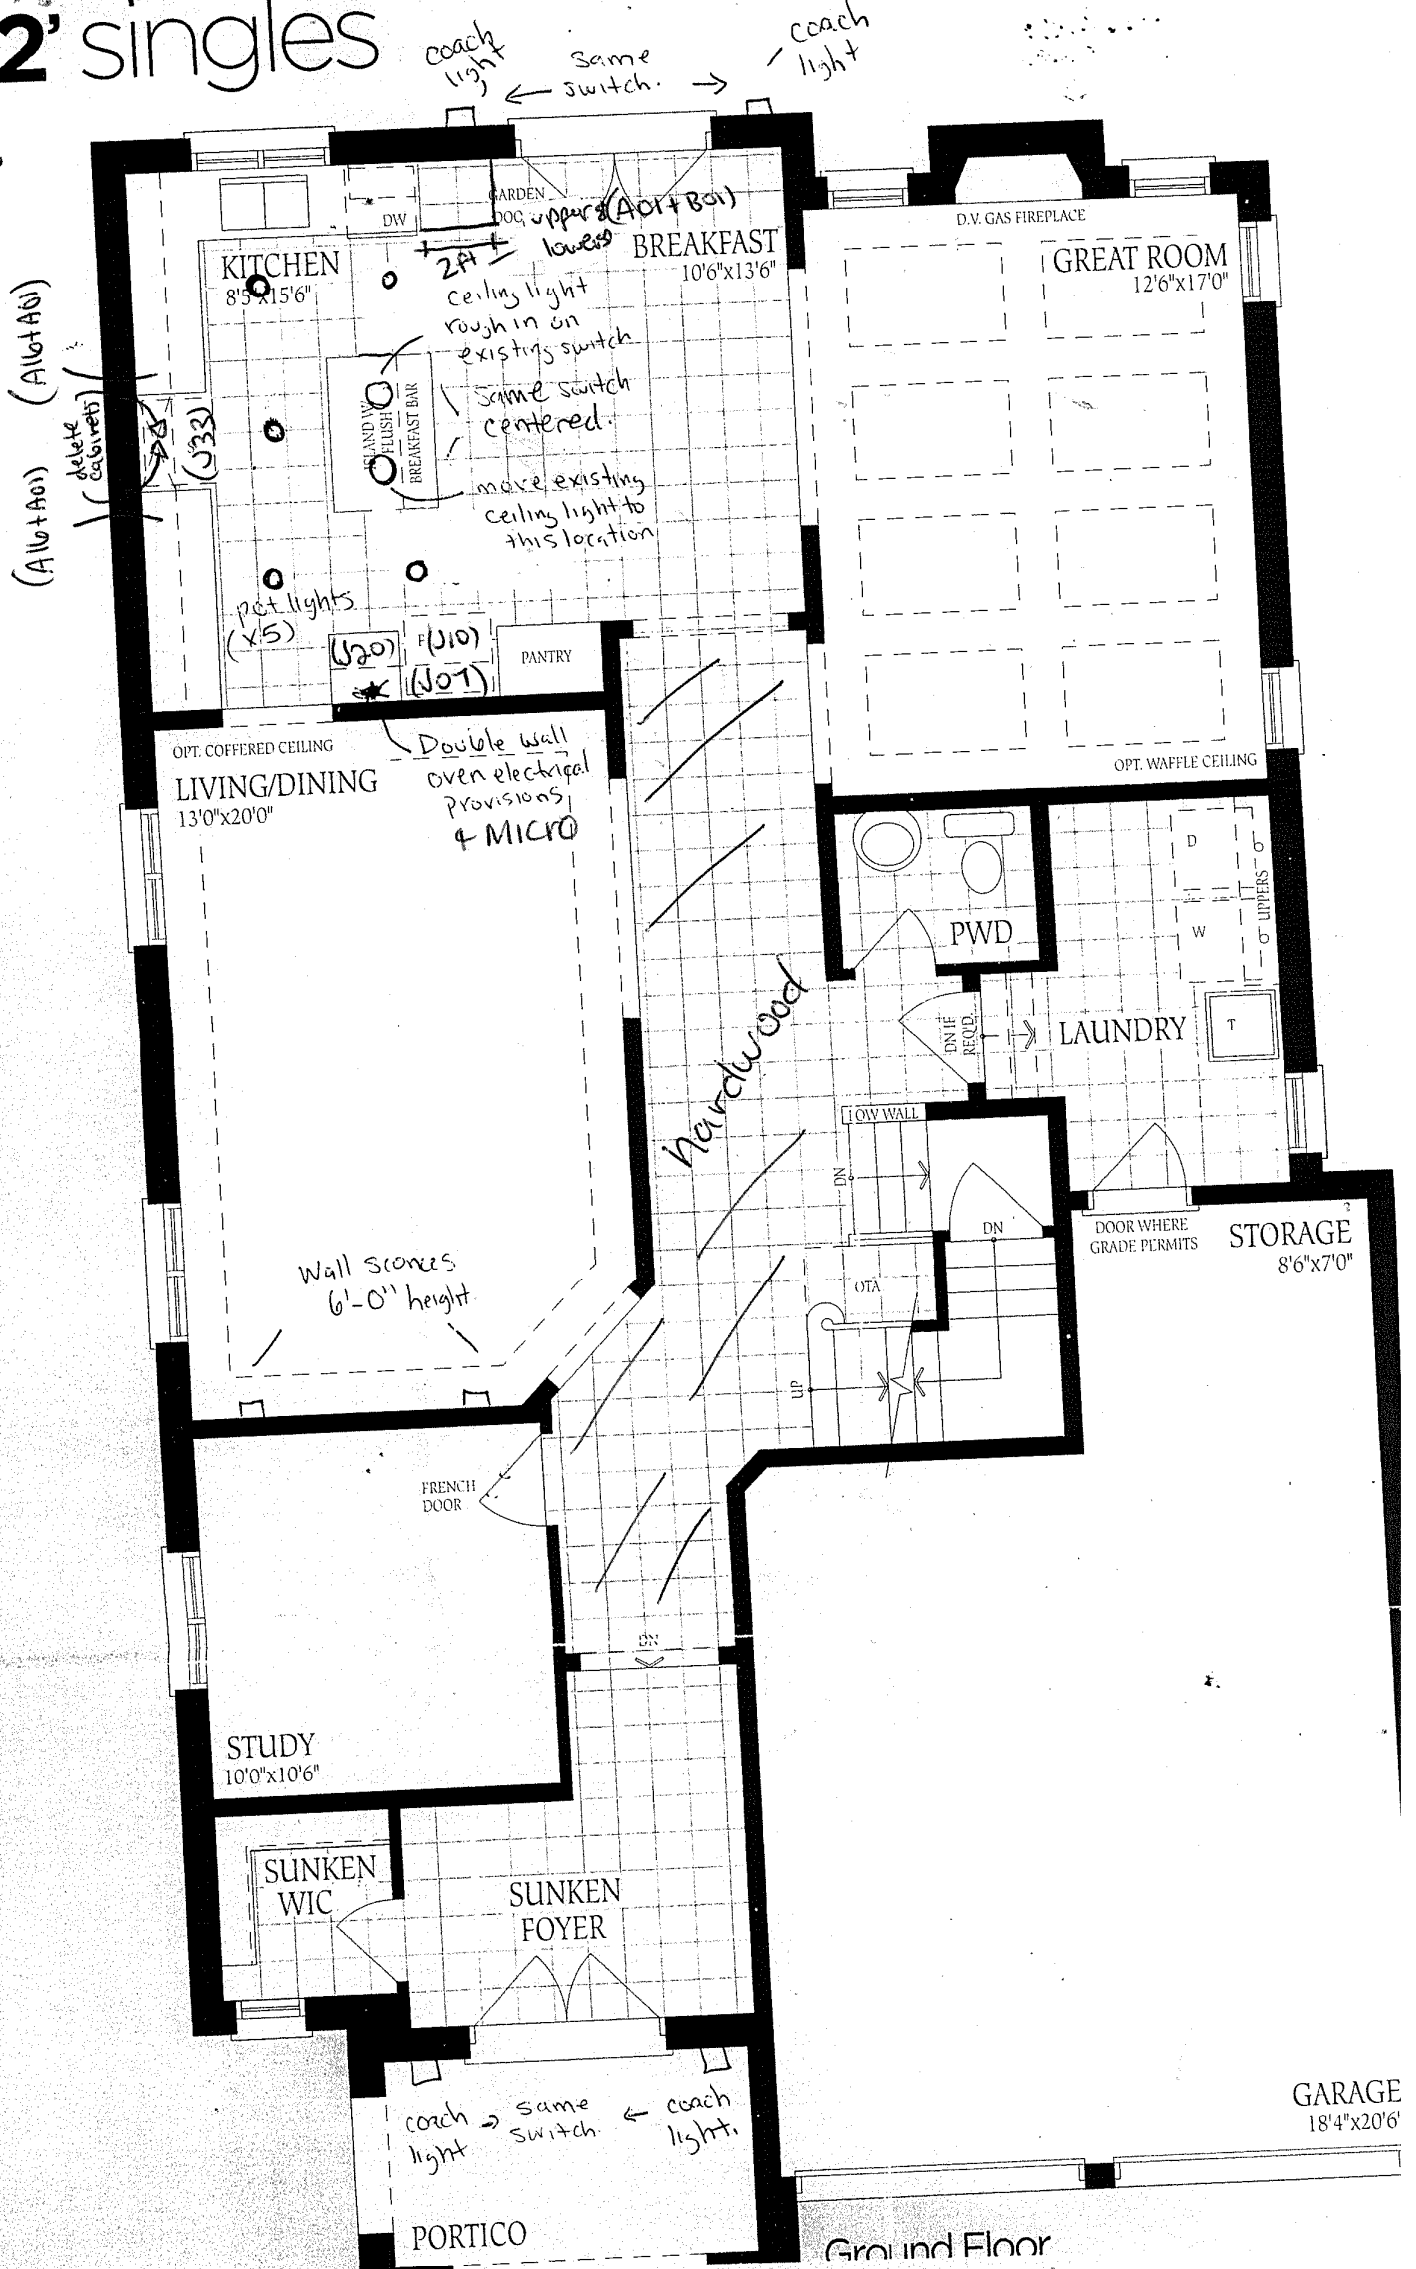 2' singles
coach
light
same
switch.
coach
light
GARDEN
DW
uppers (A01+B01)
lowers
2ft
KITCHEN
8'5"x15'6"
BREAKFAST
10'6"x13'6"
D.V. GAS FIREPLACE
GREAT ROOM
12'6"x17'0"
ceiling light
rough in on
existing switch
same switch
centered.
move existing
ceiling light to
this location
FLUSH
BREAKFAST BAR
(A16+A01)
delete
cabinets
(A16+A01)
(J33)
pot lights
(x5)
(J20)
F(J10)
(J07)
PANTRY
OPT. COFFERED CEILING
LIVING/DINING
13'0"x20'0"
Double wall
oven electrical
provisions
& MICRO
OPT. WAFFLE CEILING
PWD
D
W
UPPERS
hardwood
DN IF
REQ'D.
LAUNDRY
T
LOW WALL
DN
DN
DOOR WHERE
GRADE PERMITS
STORAGE
8'6"x7'0"
OTA
UP
Wall sconces
6'-0" height
FRENCH
DOOR
DN
STUDY
10'0"x10'6"
SUNKEN
WIC
SUNKEN
FOYER
coach
light
same
switch.
coach
light.
GARAGE
18'4"x20'6"
PORTICO
Ground Floor